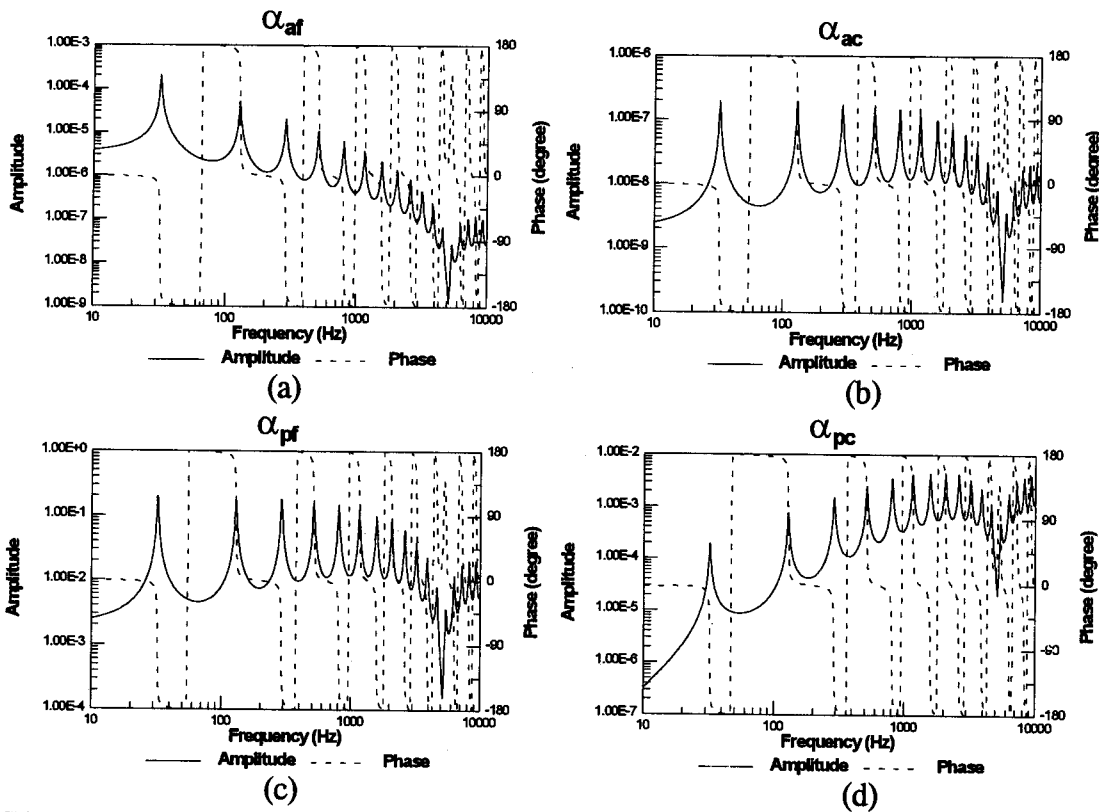 α_af
1.00E-3
1.00E-4
1.00E-5
1.00E-6
1.00E-7
1.00E-8
1.00E-9
Amplitude
180
90
0
-90
-180
Phase (degree)
10 100 1000 10000
Frequency (Hz)
Amplitude Phase
(a)
α_ac
1.00E-6
1.00E-7
1.00E-8
1.00E-9
1.00E-10
Amplitude
180
90
0
-90
-180
Phase (degree)
10 100 1000 10000
Frequency (Hz)
Amplitude Phase
(b)
α_pf
1.00E+0
1.00E-1
1.00E-2
1.00E-3
1.00E-4
Amplitude
180
90
0
-90
-180
Phase (degree)
10 100 1000 10000
Frequency (Hz)
Amplitude Phase
(c)
α_pc
1.00E-2
1.00E-3
1.00E-4
1.00E-5
1.00E-6
1.00E-7
Amplitude
180
90
0
-90
-180
Phase (degree)
10 100 1000 10000
Frequency (Hz)
Amplitude Phase
(d)